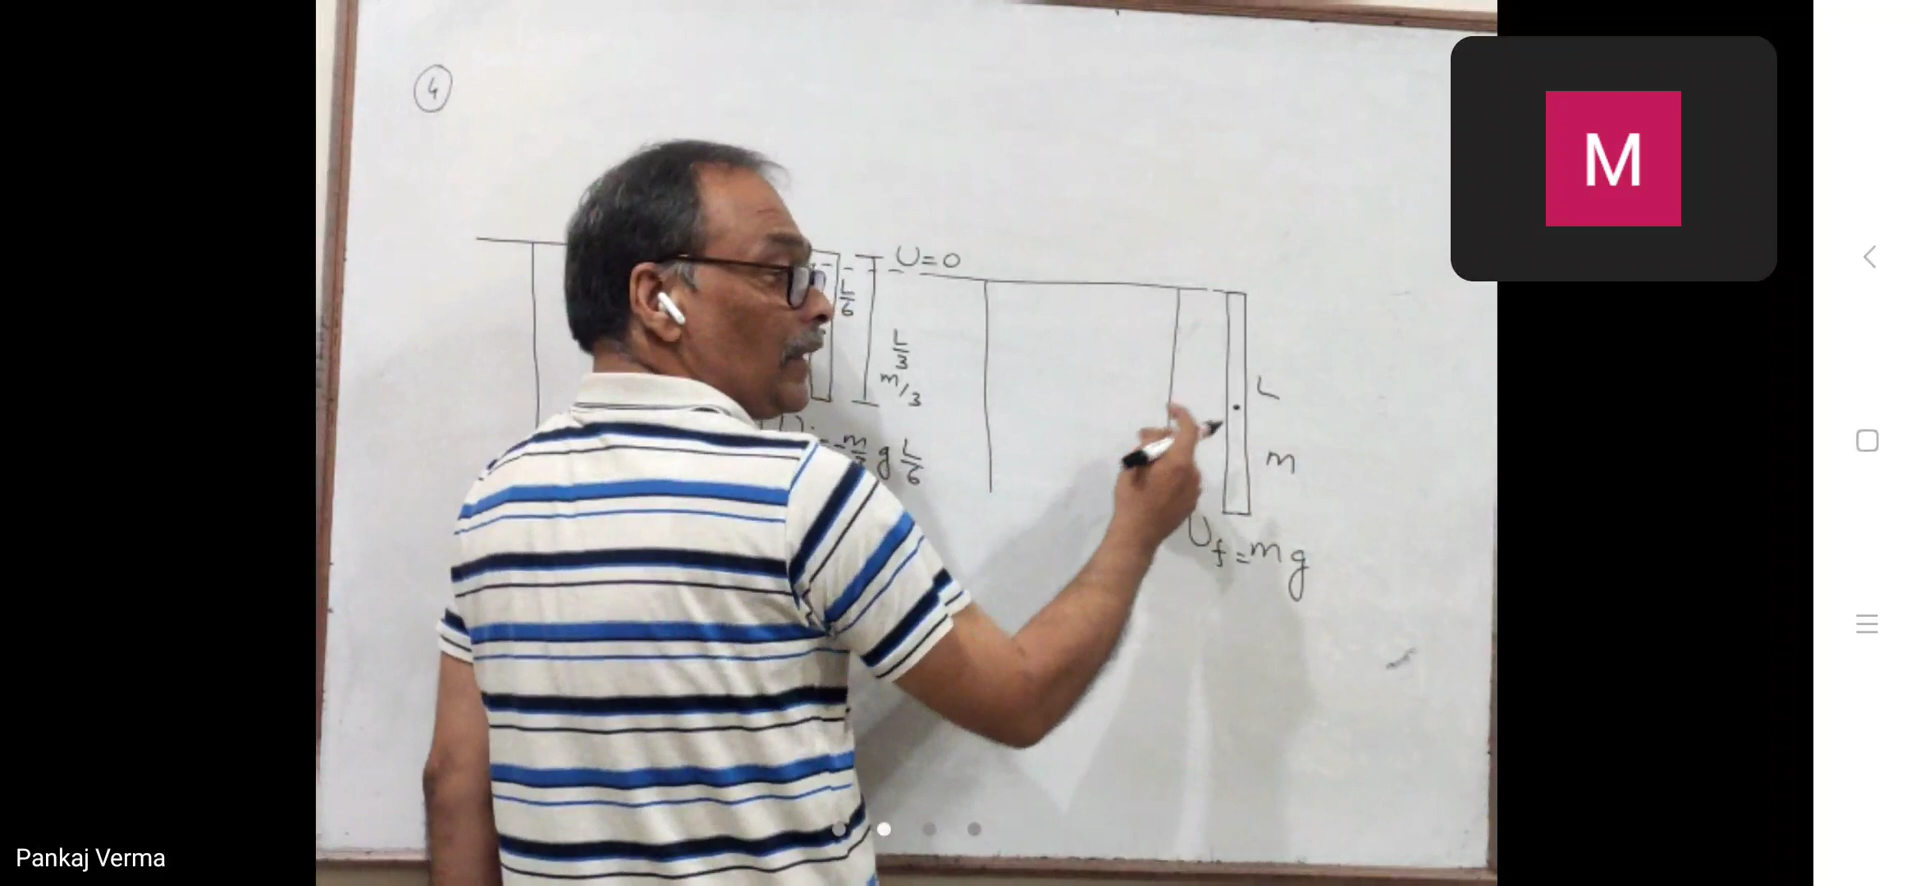 4
M
U=0
L/6
L/3
m/3
L
m
g L/6
U_f = mg
Pankaj Verma